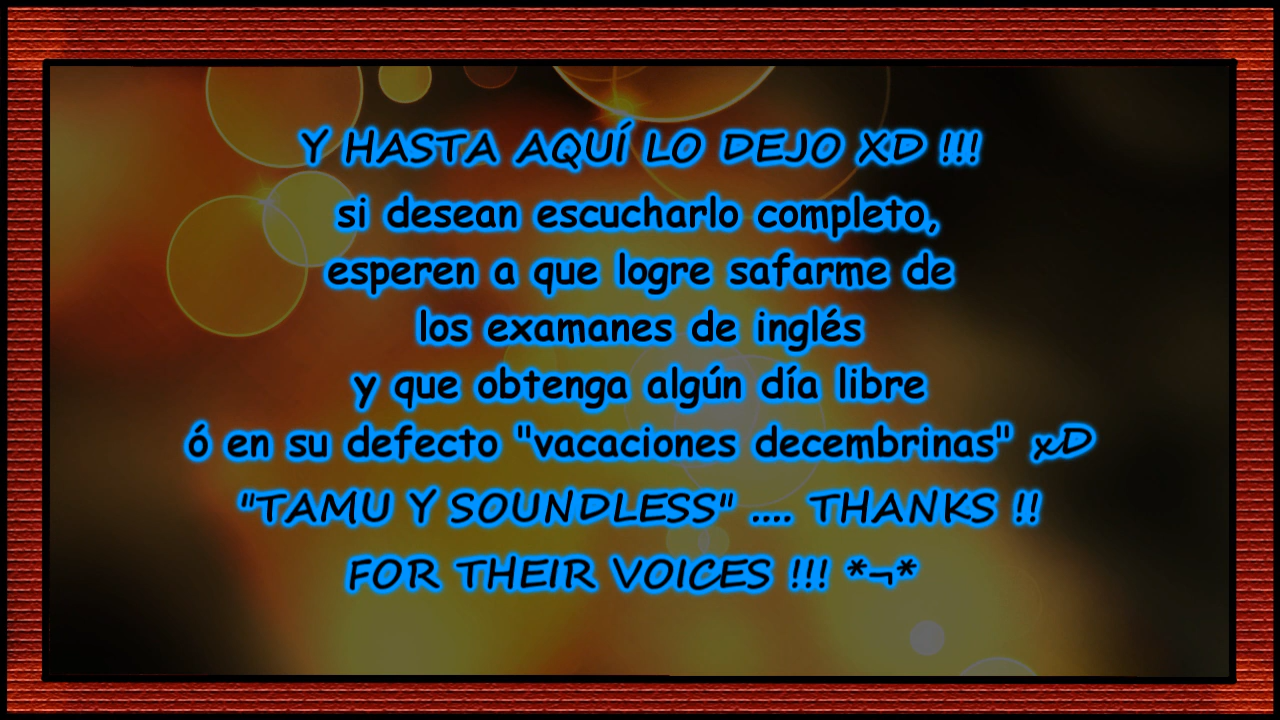 Y HASTA AQUÍ LO DEJO XD !!!
si desean escucharlo completo,
esperen a que logre safarme de
los examanes de inglés
y que obtenga algún día libre
ó en su defecto "vacaciones decembrinas" xD
"TAMU Y SOUNDLESS" .... THANKS !!
FOR THEIR VOICES !!! *¬*